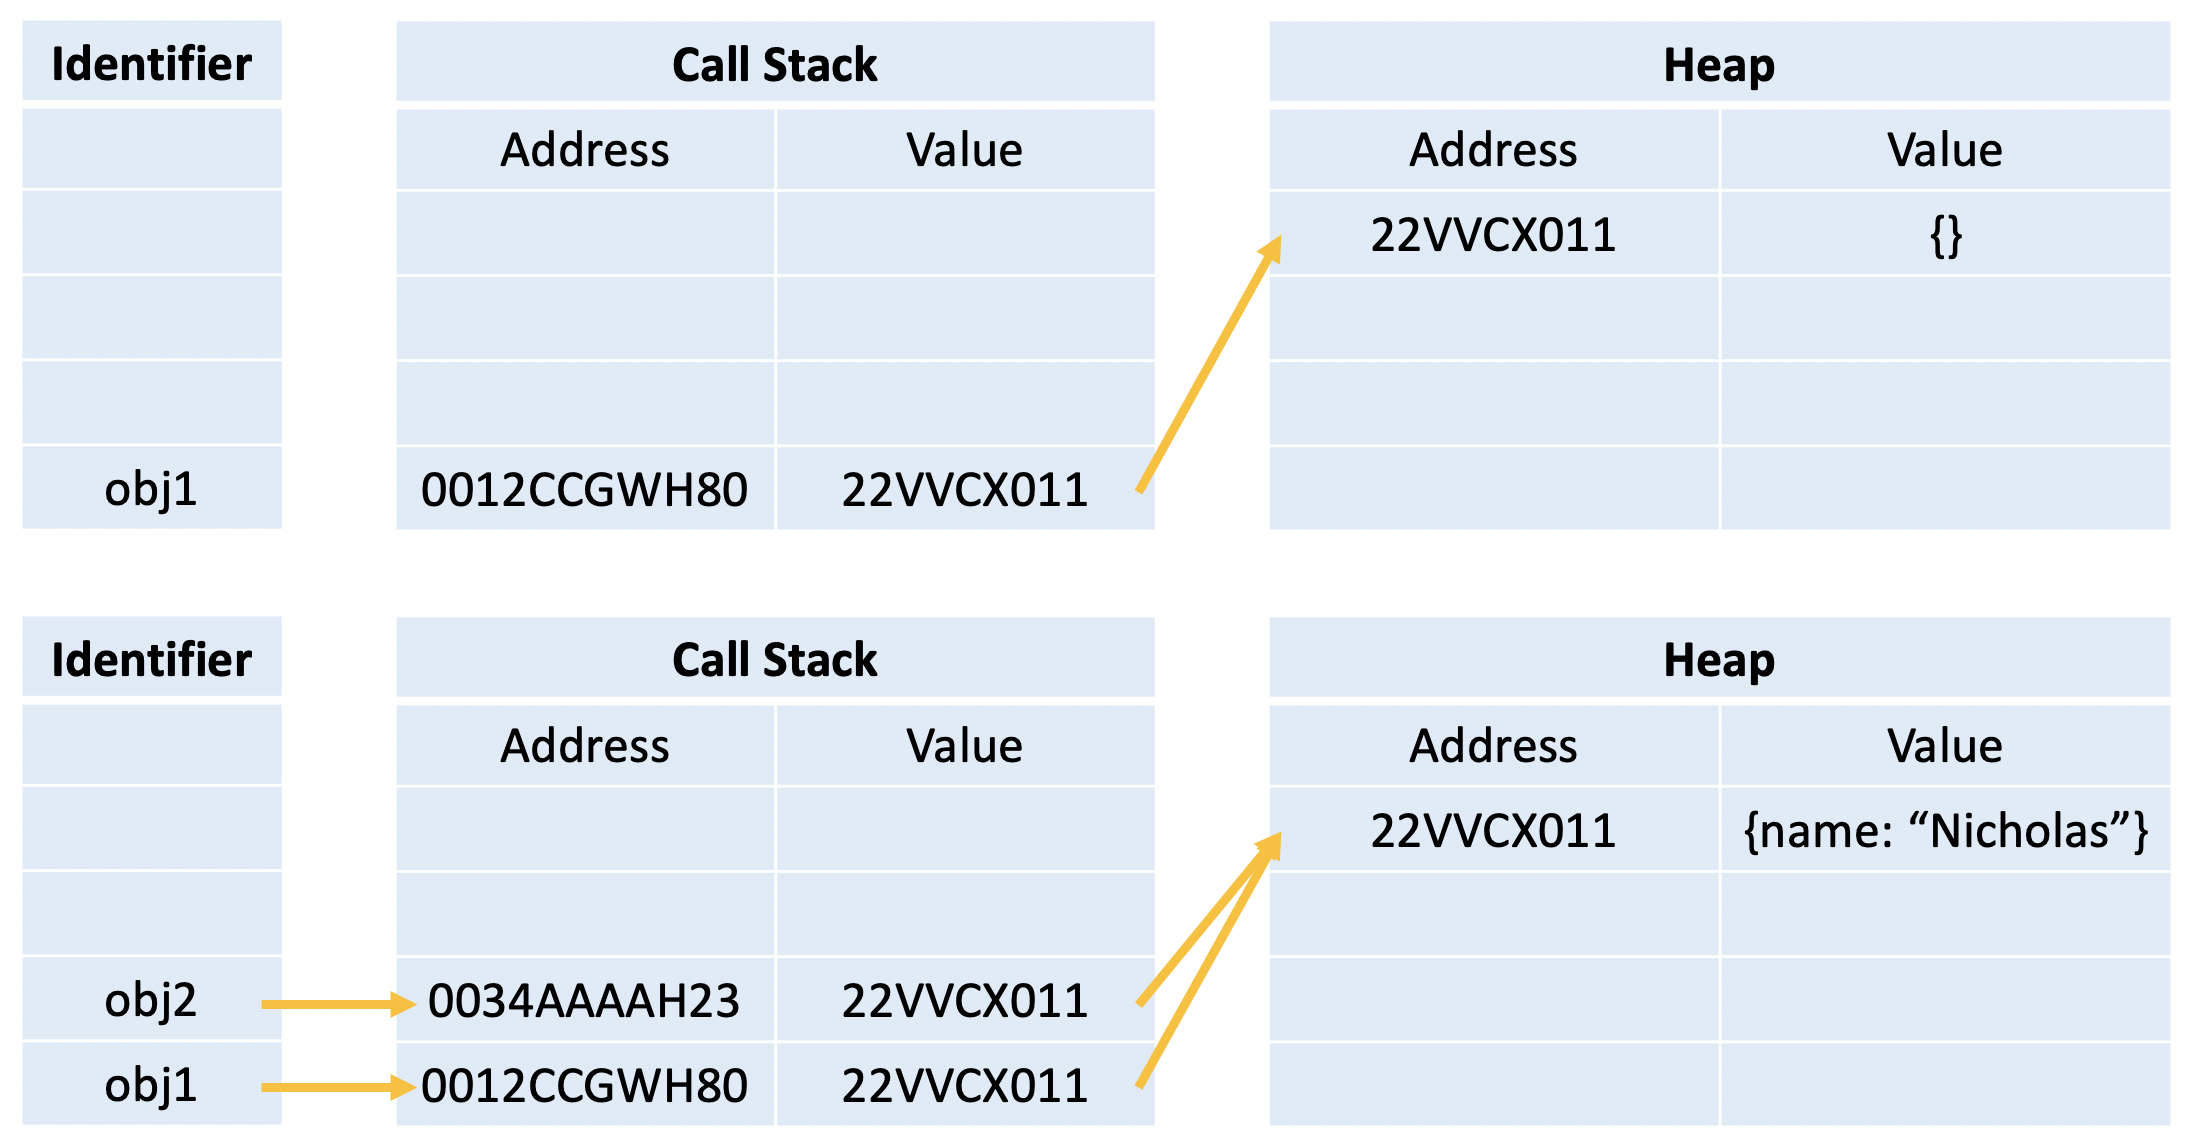 Identifier Call Stack Heap
Address Value Address Value
22VVCX011 {}
obj1 0012CCGWH80 22VVCX011
Identifier Call Stack Heap
Address Value Address Value
22VVCX011 {name: “Nicholas”}
obj2 0034AAAAH23 22VVCX011
obj1 0012CCGWH80 22VVCX011